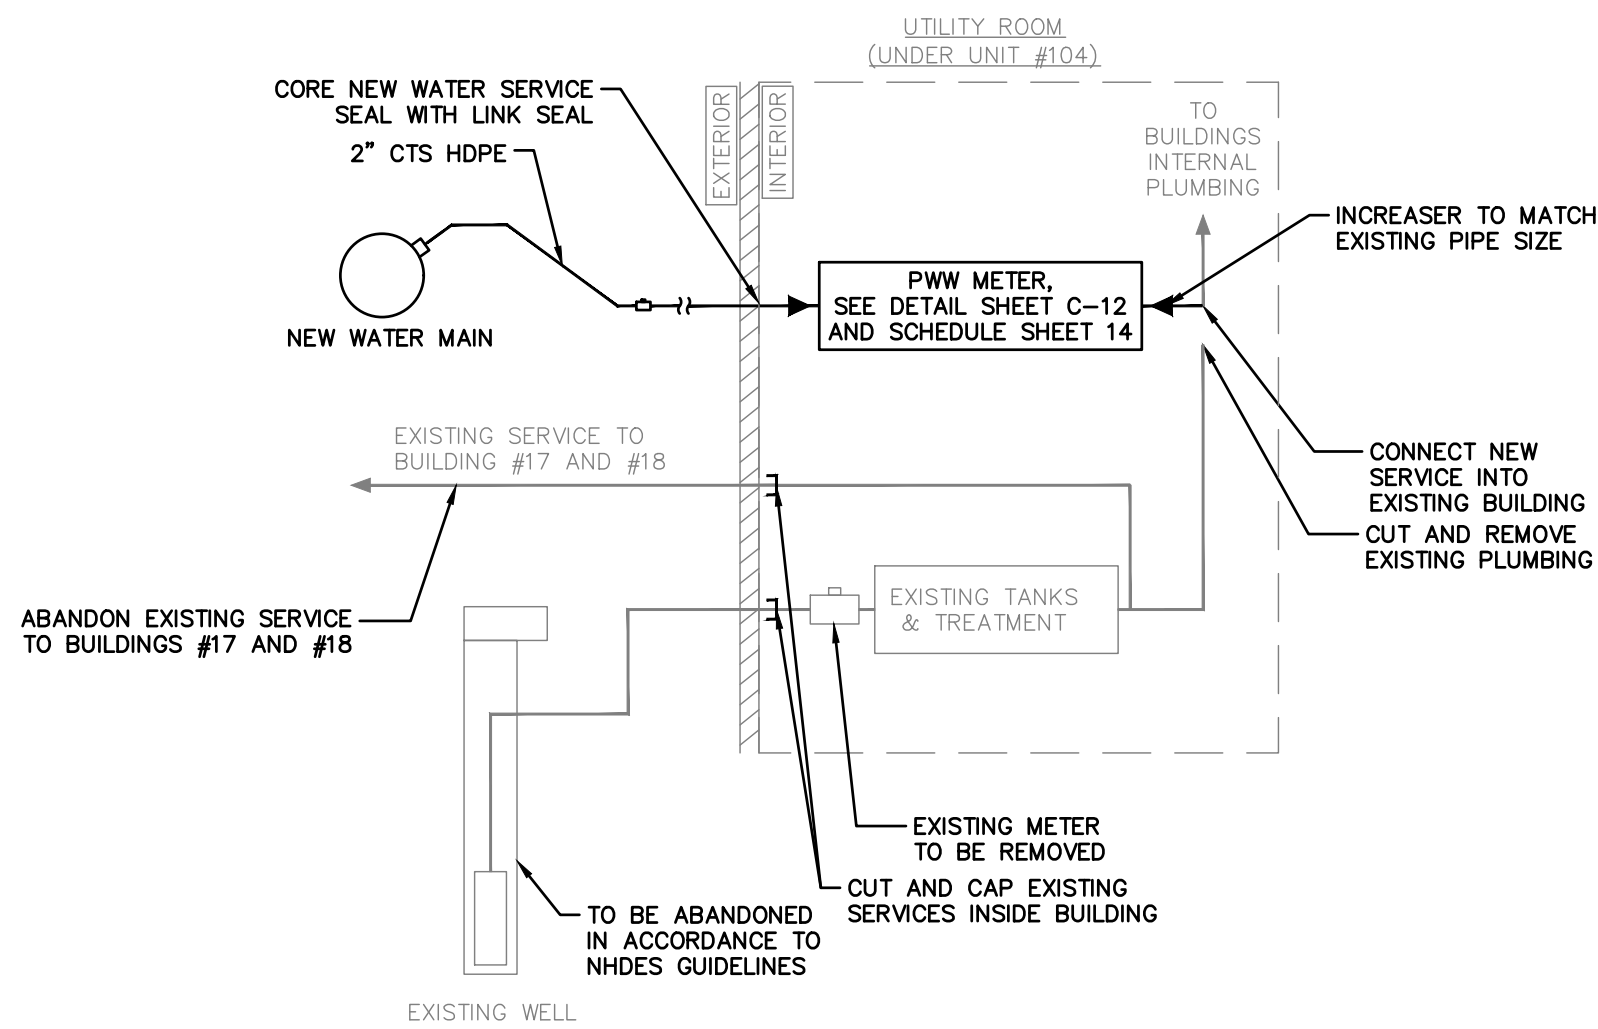 UTILITY ROOM
(UNDER UNIT #104)
CORE NEW WATER SERVICE
SEAL WITH LINK SEAL
2" CTS HDPE
EXTERIOR
INTERIOR
TO
BUILDINGS
INTERNAL
PLUMBING
INCREASER TO MATCH
EXISTING PIPE SIZE
PWW METER,
SEE DETAIL SHEET C-12
AND SCHEDULE SHEET 14
NEW WATER MAIN
EXISTING SERVICE TO
BUILDING #17 AND #18
CONNECT NEW
SERVICE INTO
EXISTING BUILDING
CUT AND REMOVE
EXISTING PLUMBING
EXISTING TANKS
& TREATMENT
ABANDON EXISTING SERVICE
TO BUILDINGS #17 AND #18
EXISTING METER
TO BE REMOVED
CUT AND CAP EXISTING
SERVICES INSIDE BUILDING
TO BE ABANDONED
IN ACCORDANCE TO
NHDES GUIDELINES
EXISTING WELL